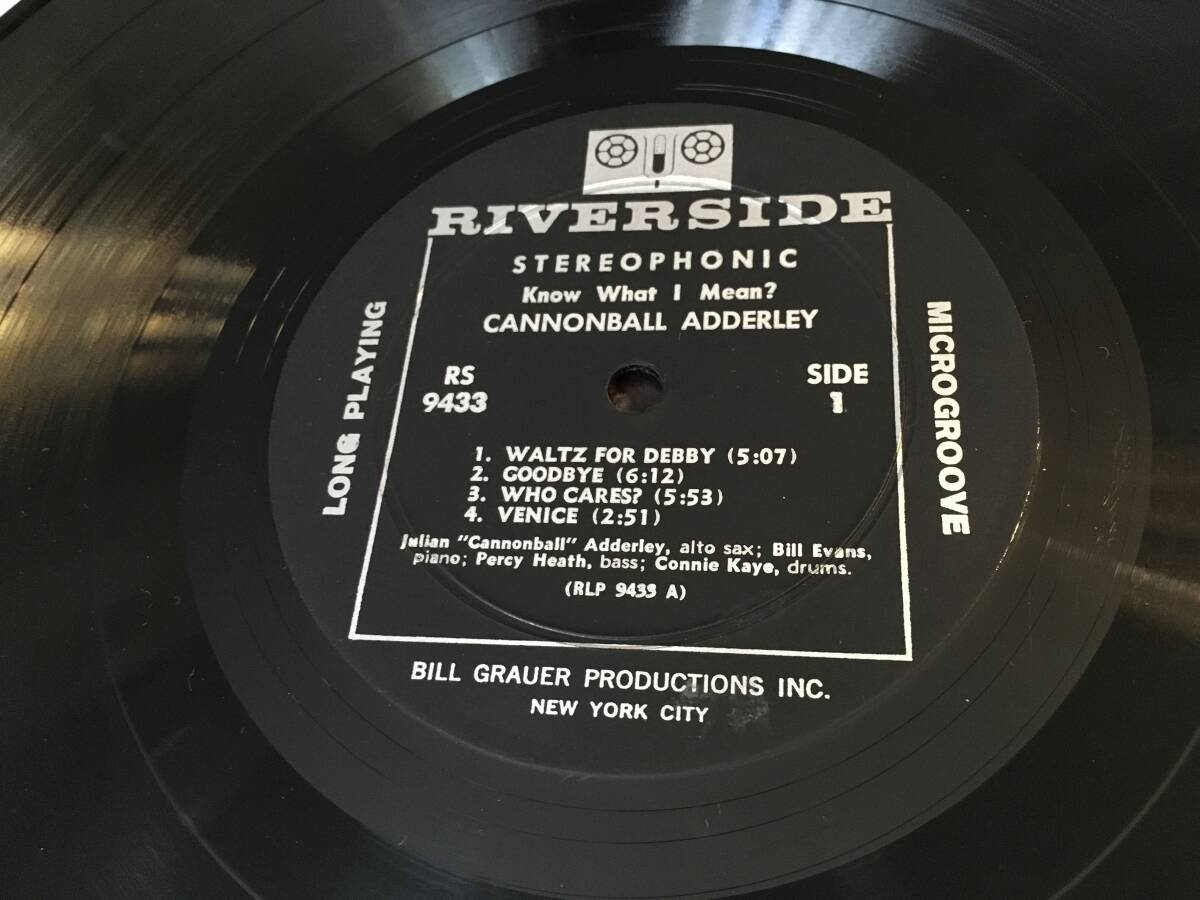 RIVERSIDE
STEREOPHONIC
Know What I Mean?
CANNONBALL ADDERLEY
RS
9433
SIDE
1
LONG PLAYING
MICROGROOVE
1. WALTZ FOR DEBBY (5:07)
2. GOODBYE (6:12)
3. WHO CARES? (5:53)
4. VENICE (2:51)
Julian "Cannonball" Adderley, alto sax; Bill Evans,
piano; Percy Heath, bass; Connie Kaye, drums.
(RLP 9433 A)
BILL GRAUER PRODUCTIONS INC.
NEW YORK CITY